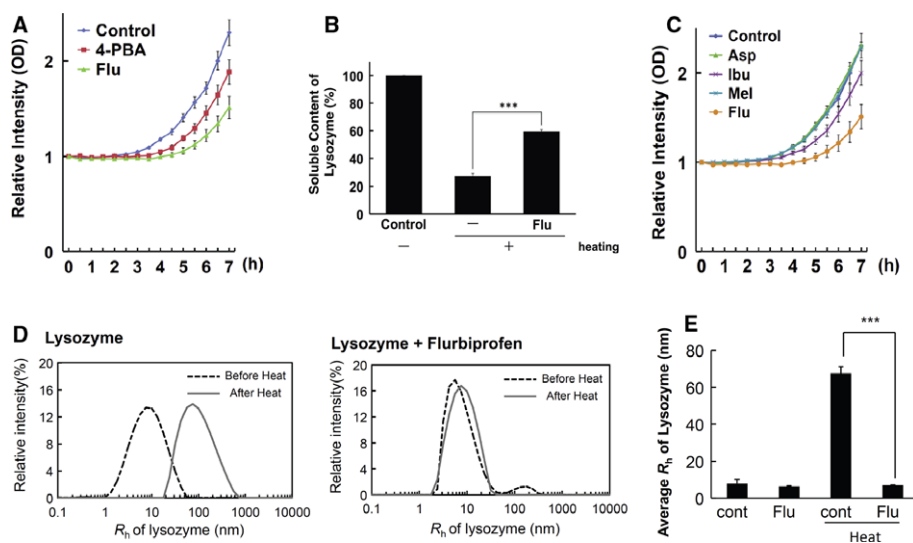 A
Relative Intensity (OD)
2
1
0
Control
4-PBA
Flu
0 1 2 3 4 5 6 7 (h)
B
Soluble Content of
Lysozyme (%)
100
80
60
40
20
0
***
Control — Flu
— + heating
C
Relative Intensity (OD)
2
1
0
Control
Asp
Ibu
Mel
Flu
0 1 2 3 4 5 6 7 (h)
D
Lysozyme
Relative intensity(%)
20
16
12
8
4
0
Before Heat
After Heat
0.1 1 10 100 1000 10000
Rh of lysozyme (nm)
Lysozyme + Flurbiprofen
Relative intensity(%)
20
16
12
8
4
0
Before Heat
After Heat
0.1 1 10 100 1000 10000
Rh of lysozyme (nm)
E
Average Rh of Lysozyme (nm)
80
60
40
20
0
***
cont Flu cont Flu
Heat